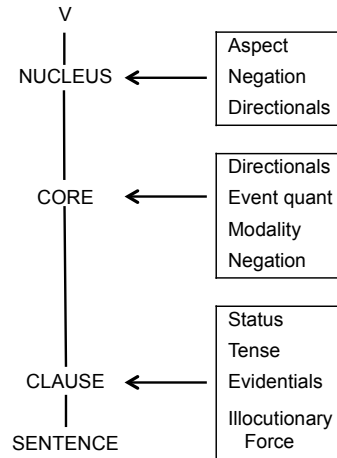 V
NUCLEUS
Aspect
Negation
Directionals
CORE
Directionals
Event quant
Modality
Negation
CLAUSE
Status
Tense
Evidentials
Illocutionary
Force
SENTENCE